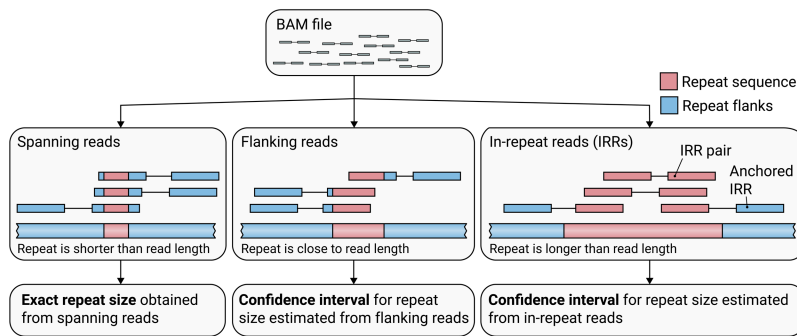 BAM file
Repeat sequence
Repeat flanks
Spanning reads
Repeat is shorter than read length
Flanking reads
Repeat is close to read length
In-repeat reads (IRRs)
IRR pair
Anchored
IRR
Repeat is longer than read length
Exact repeat size obtained
from spanning reads
Confidence interval for repeat
size estimated from flanking reads
Confidence interval for repeat size estimated
from in-repeat reads